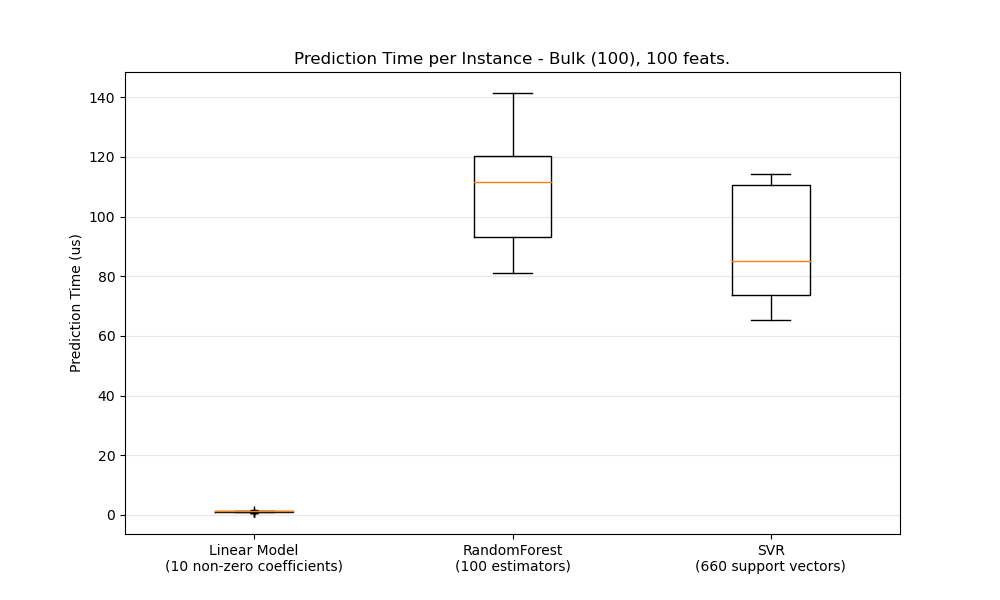 Prediction Time per Instance - Bulk (100), 100 feats.
140
120
100
80
60
40
20
0
Prediction Time (us)
Linear Model
(10 non-zero coefficients)
RandomForest
(100 estimators)
SVR
(660 support vectors)